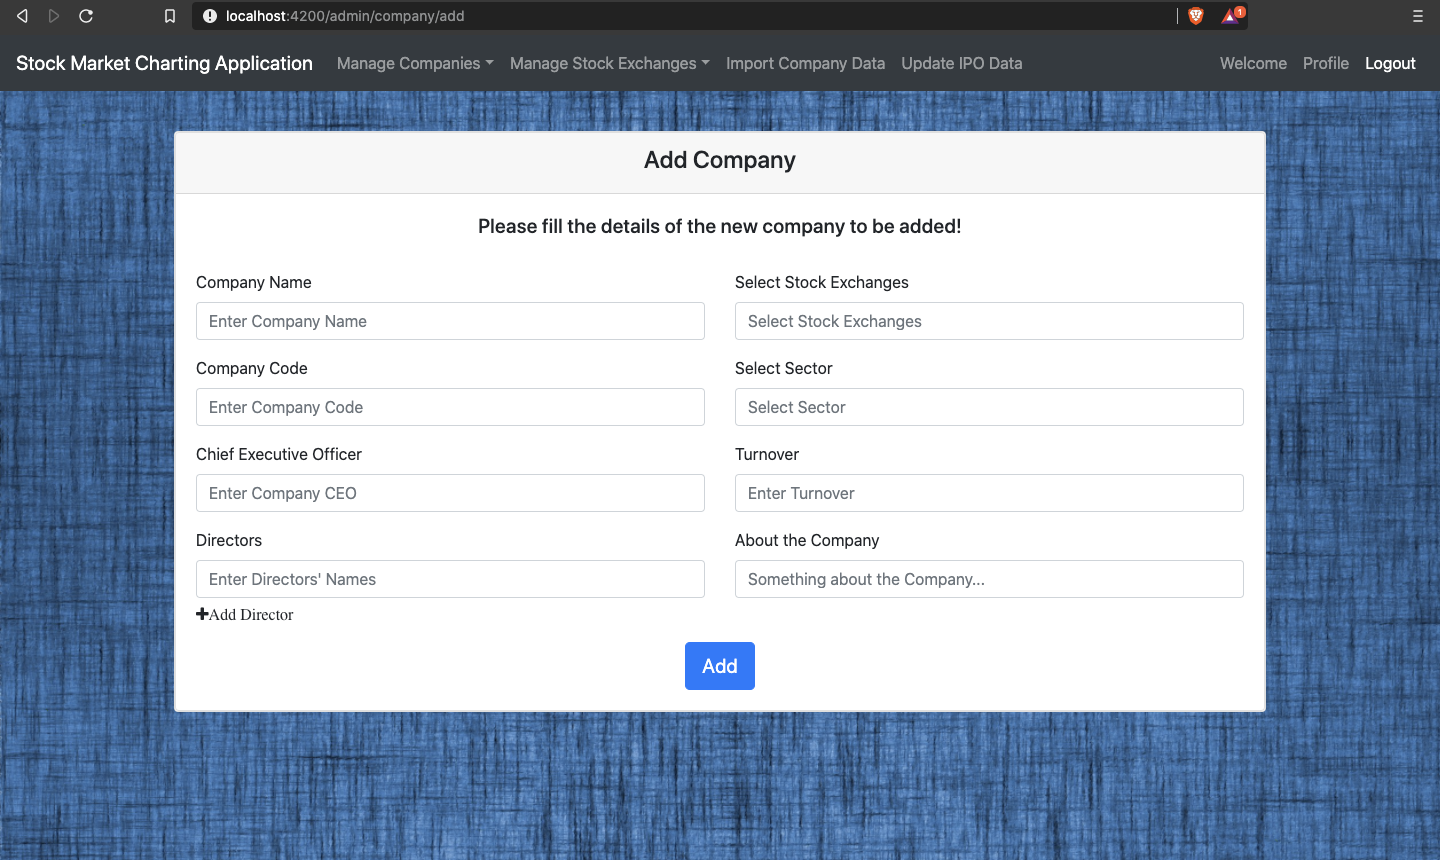 localhost:4200/admin/company/add
1
Stock Market Charting Application Manage Companies Manage Stock Exchanges Import Company Data Update IPO Data Welcome Profile Logout
Add Company
Please fill the details of the new company to be added!
Company Name
Enter Company Name
Select Stock Exchanges
Select Stock Exchanges
Company Code
Enter Company Code
Select Sector
Select Sector
Chief Executive Officer
Enter Company CEO
Turnover
Enter Turnover
Directors
Enter Directors' Names
About the Company
Something about the Company...
Add Director
Add